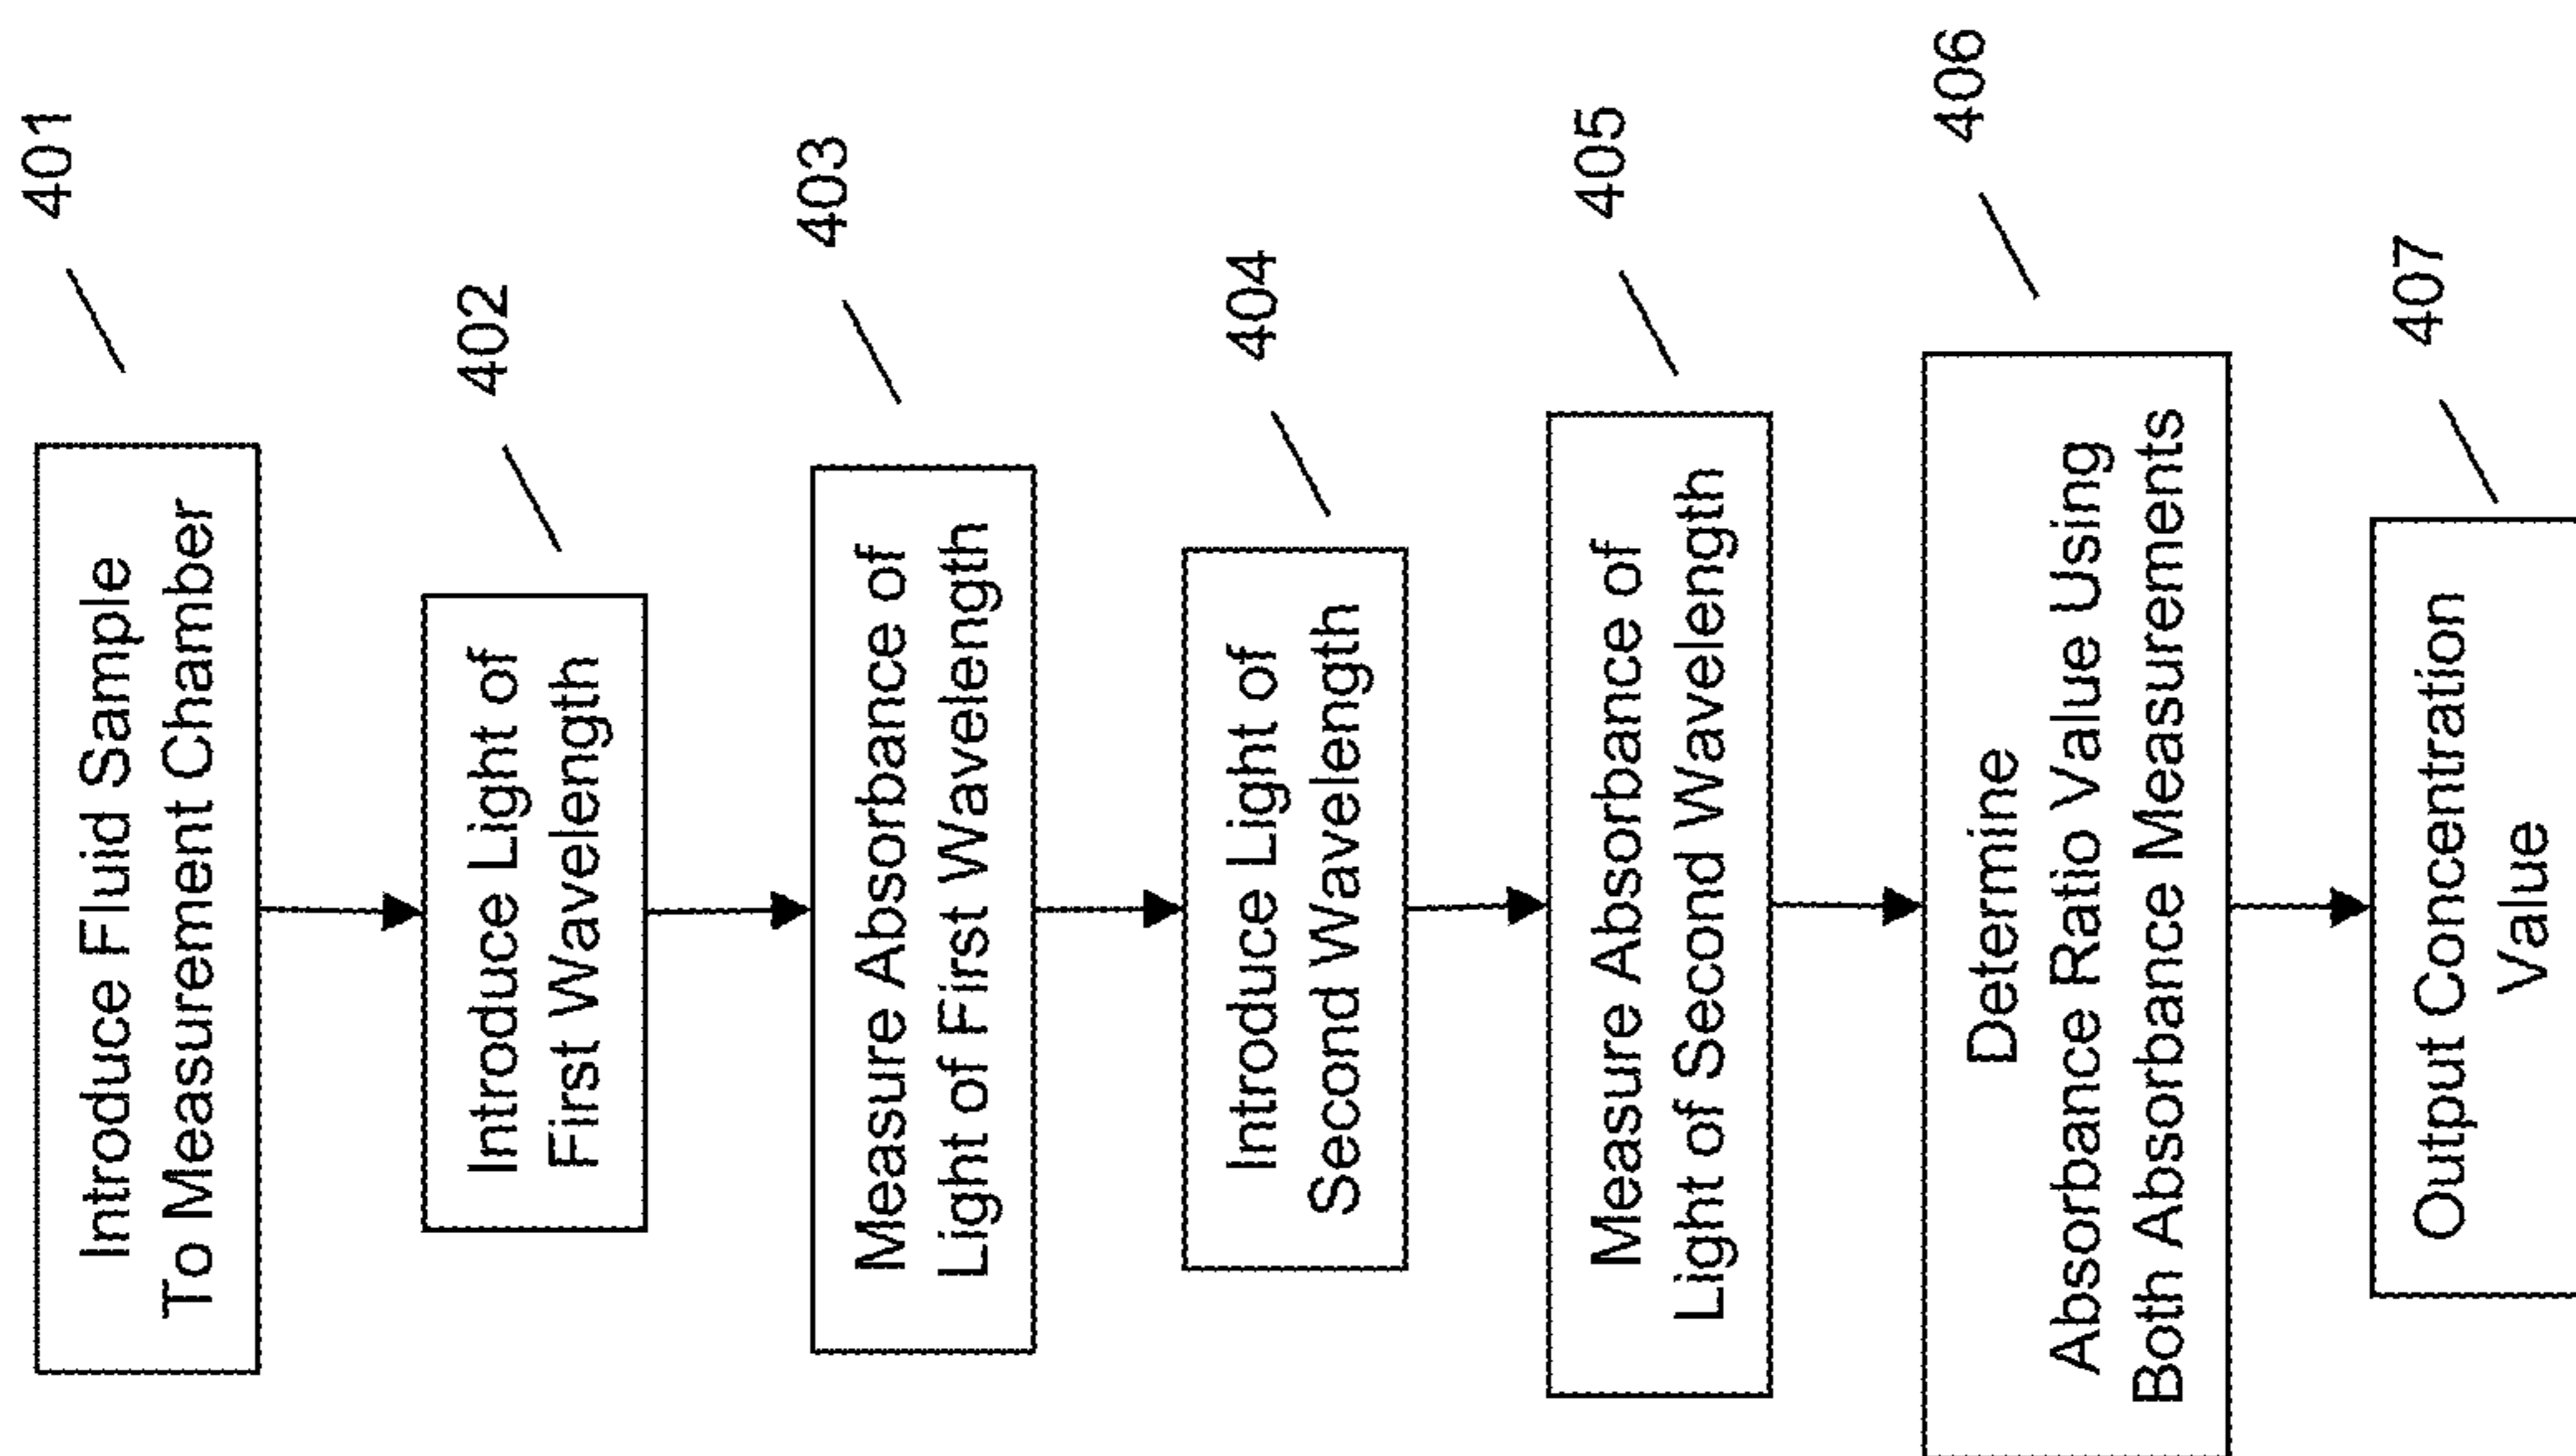 Introduce Fluid Sample
To Measurement Chamber
401
Introduce Light of
First Wavelength
402
Measure Absorbance of
Light of First Wavelength
403
Introduce Light of
Second Wavelength
404
Measure Absorbance of
Light of Second Wavelength
405
Determine
Absorbance Ratio Value Using
Both Absorbance Measurements
406
Output Concentration
Value
407